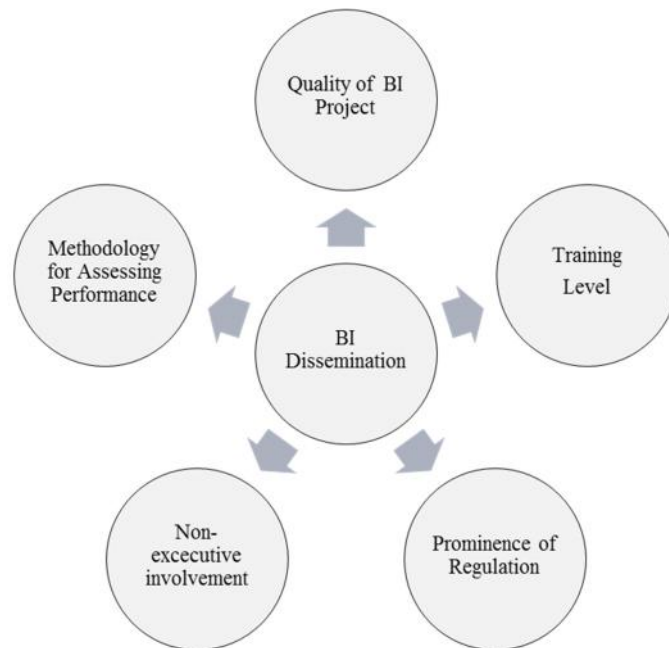 Quality of BI
Project
Methodology
for Assessing
Performance
Training
Level
BI
Dissemination
Non-
excecutive
involvement
Prominence of
Regulation